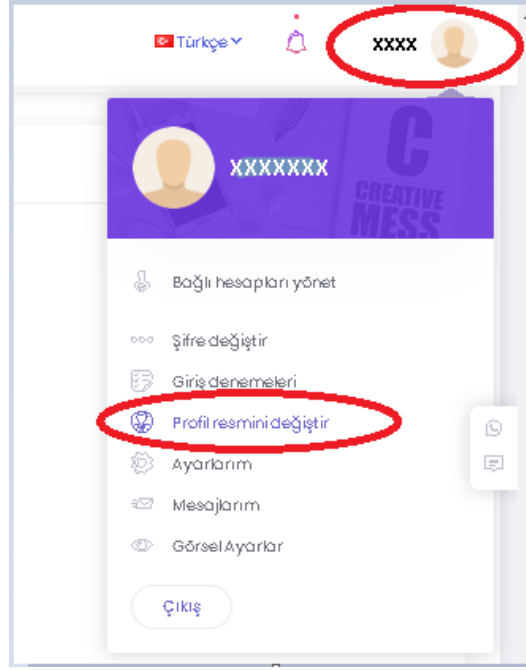 Türkçe
xxxx
XXXXXXX
C
CREATIVE
MESS
Bağlı hesapları yönet
Şifre değiştir
Giriş denemeleri
Profil resmini değiştir
Ayarlarım
Mesajlarım
Görsel Ayarlar
Çıkış